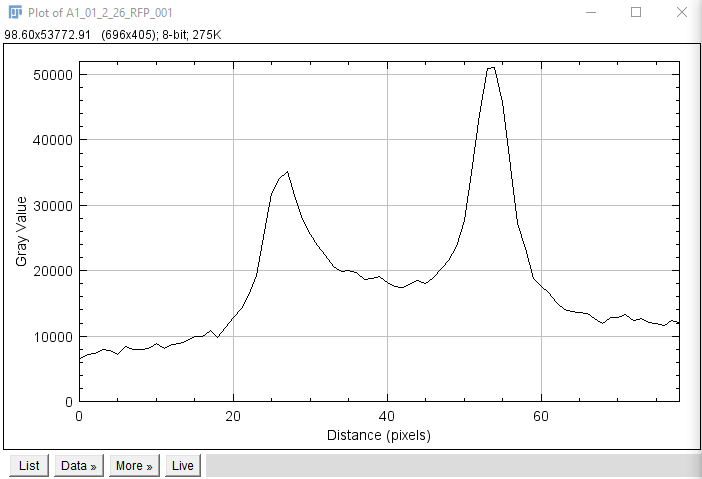 Plot of A1_01_2_26_RFP_001
98.60x53772.91 (696x405); 8-bit; 275K
50000
40000
30000
20000
10000
0
Gray Value
0 20 40 60
Distance (pixels)
List Data » More » Live